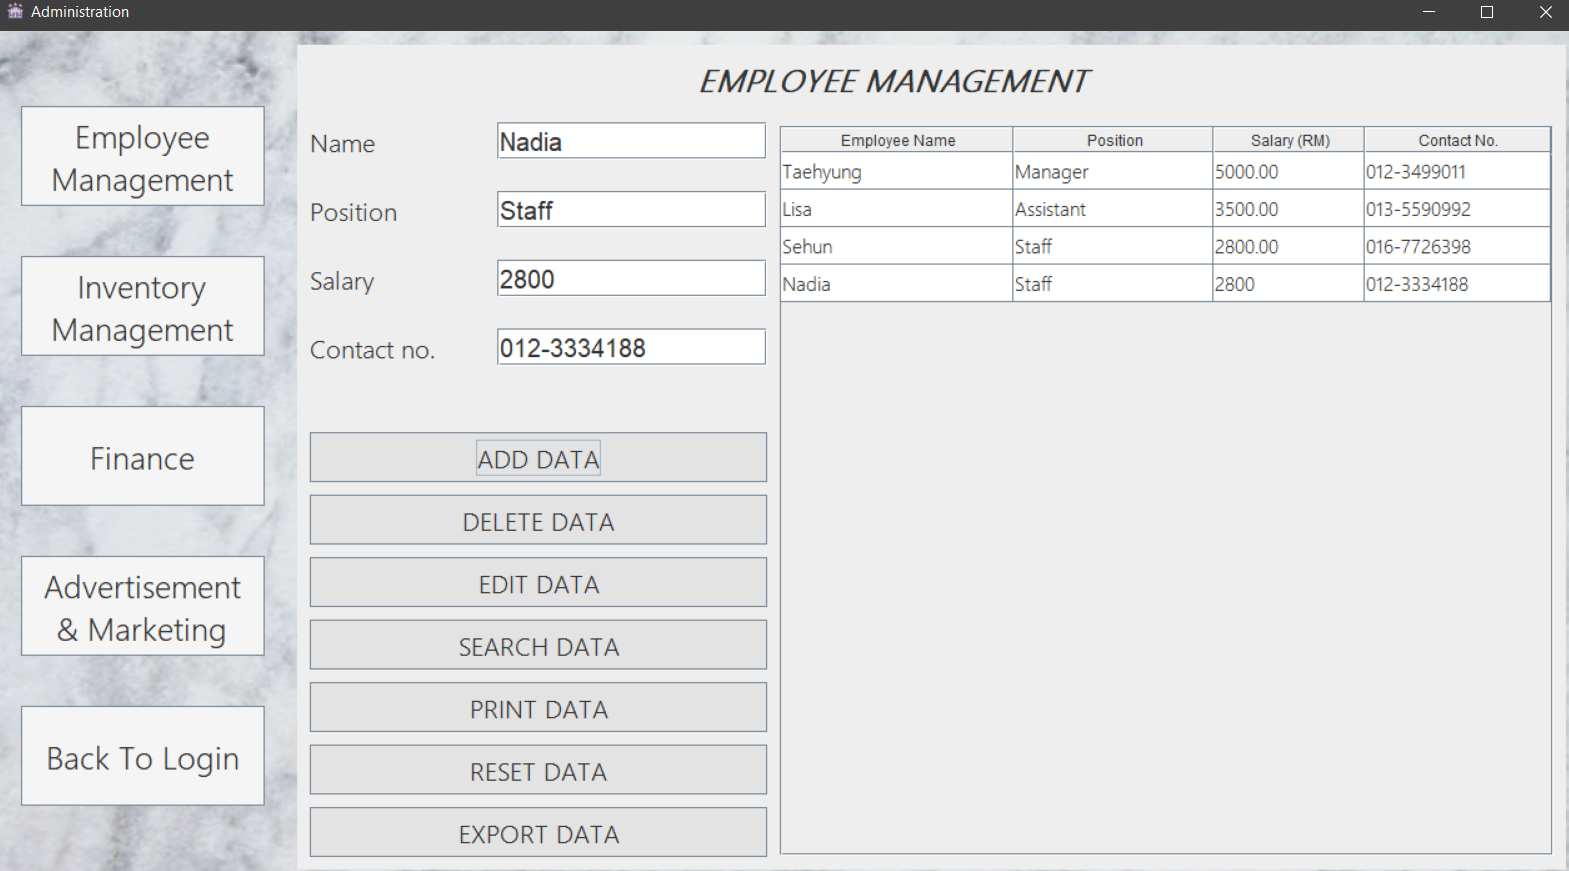 Administration
Employee
Management
Inventory
Management
Finance
Advertisement
& Marketing
Back To Login
EMPLOYEE MANAGEMENT
Name Nadia
Position Staff
Salary 2800
Contact no. 012-3334188
ADD DATA
DELETE DATA
EDIT DATA
SEARCH DATA
PRINT DATA
RESET DATA
EXPORT DATA
Employee Name Position Salary (RM) Contact No.
Taehyung Manager 5000.00 012-3499011
Lisa Assistant 3500.00 013-5590992
Sehun Staff 2800.00 016-7726398
Nadia Staff 2800 012-3334188